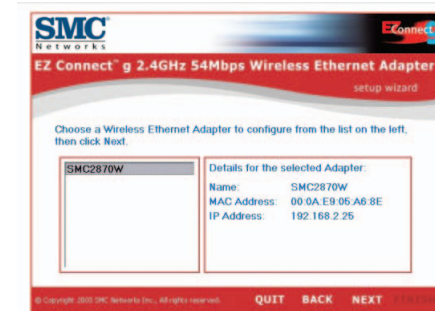 SMC
Networks
EZConnect
EZ Connect™ g 2.4GHz 54Mbps Wireless Ethernet Adapter
setup wizard
Choose a Wireless Ethernet Adapter to configure from the list on the left,
then click Next.
SMC2870W
Details for the selected Adapter:
Name: SMC2870W
MAC Address: 00:0A:E9:05:A6:8E
IP Address: 192.168.2.25
© Copyright 2005 SMC Networks Inc., All rights reserved.
QUIT BACK NEXT FINISH